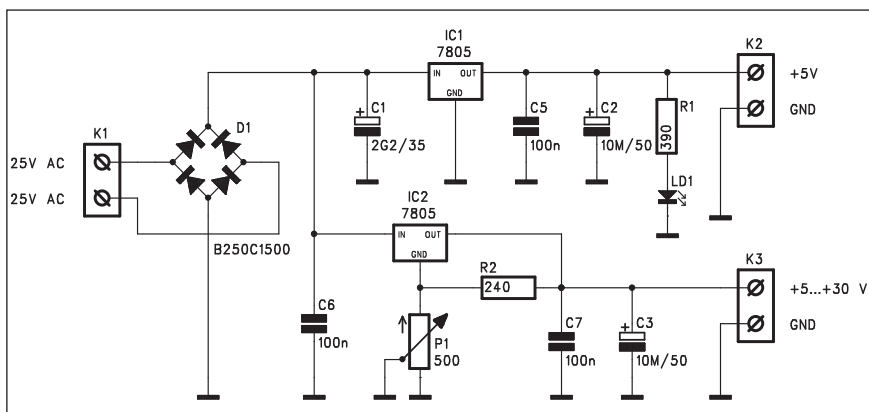 IC1
7805
IN OUT
GND
K2
+5V
GND
C1
2G2/35
C5
100n
C2
10M/50
R1
390
LD1
K1
25V AC
25V AC
D1
B250C1500
IC2
7805
IN OUT
GND
R2
240
C6
100n
P1
500
C7
100n
C3
10M/50
K3
+5...+30 V
GND